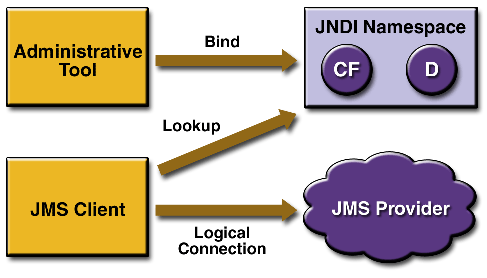 Administrative
Tool
Bind
JNDI Namespace
CF
D
Lookup
JMS Client
Logical
Connection
JMS Provider